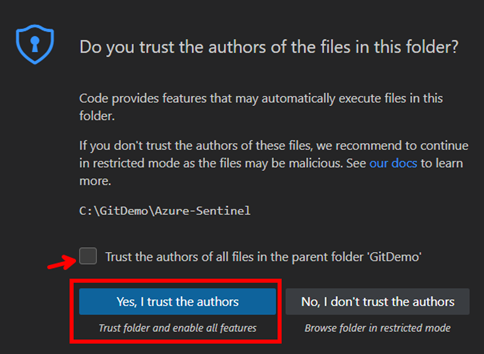 Do you trust the authors of the files in this folder?
Code provides features that may automatically execute files in this
folder.
If you don't trust the authors of these files, we recommend to continue
in restricted mode as the files may be malicious. See our docs to learn
more.
C:\GitDemo\Azure-Sentinel
Trust the authors of all files in the parent folder 'GitDemo'
Yes, I trust the authors
No, I don't trust the authors
Trust folder and enable all features
Browse folder in restricted mode